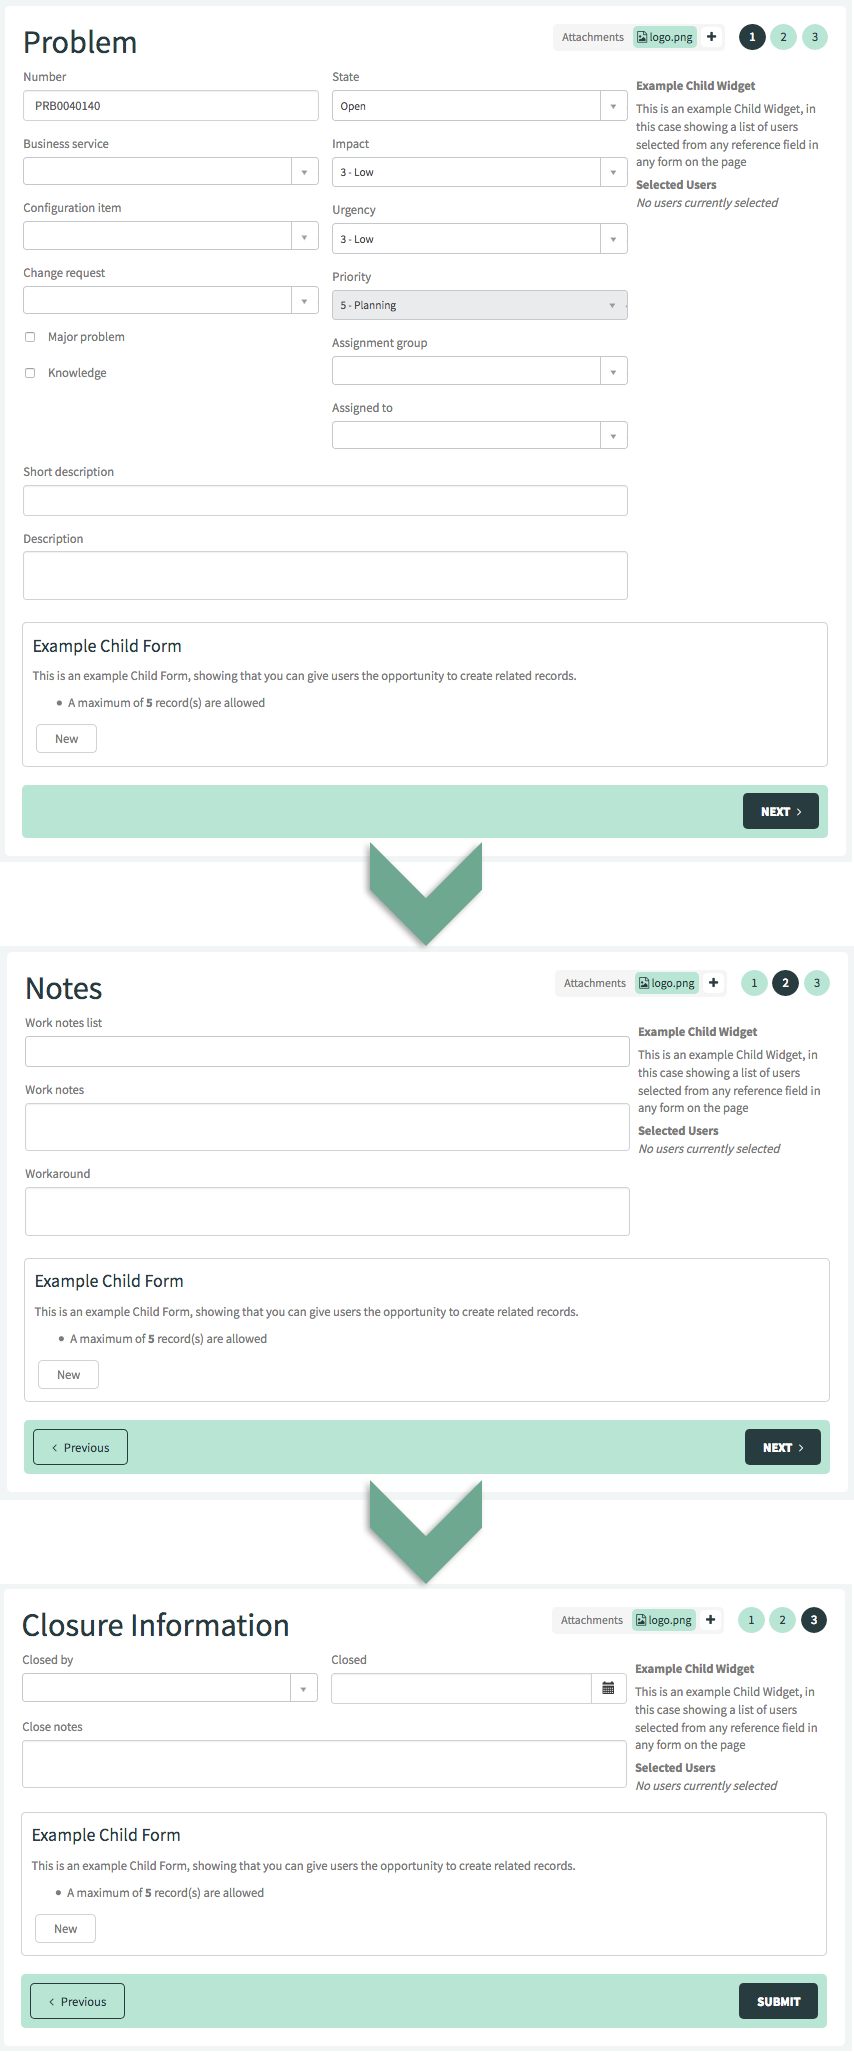 Problem
Attachments logo.png + 1 2 3
Number
PRB0040140
State
Open
Example Child Widget
This is an example Child Widget, in
this case showing a list of users
selected from any reference field in
any form on the page
Selected Users
No users currently selected
Business service
Impact
3 - Low
Configuration item
Urgency
3 - Low
Change request
Priority
5 - Planning
Major problem
Knowledge
Assignment group
Assigned to
Short description
Description
Example Child Form
This is an example Child Form, showing that you can give users the opportunity to create related records.
• A maximum of 5 record(s) are allowed
New
NEXT >
Notes
Attachments logo.png + 1 2 3
Work notes list
Example Child Widget
This is an example Child Widget, in
this case showing a list of users
selected from any reference field in
any form on the page
Selected Users
No users currently selected
Work notes
Workaround
Example Child Form
This is an example Child Form, showing that you can give users the opportunity to create related records.
• A maximum of 5 record(s) are allowed
New
< Previous
NEXT >
Closure Information
Attachments logo.png + 1 2 3
Closed by
Closed
Example Child Widget
This is an example Child Widget, in
this case showing a list of users
selected from any reference field in
any form on the page
Selected Users
No users currently selected
Close notes
Example Child Form
This is an example Child Form, showing that you can give users the opportunity to create related records.
• A maximum of 5 record(s) are allowed
New
< Previous
SUBMIT